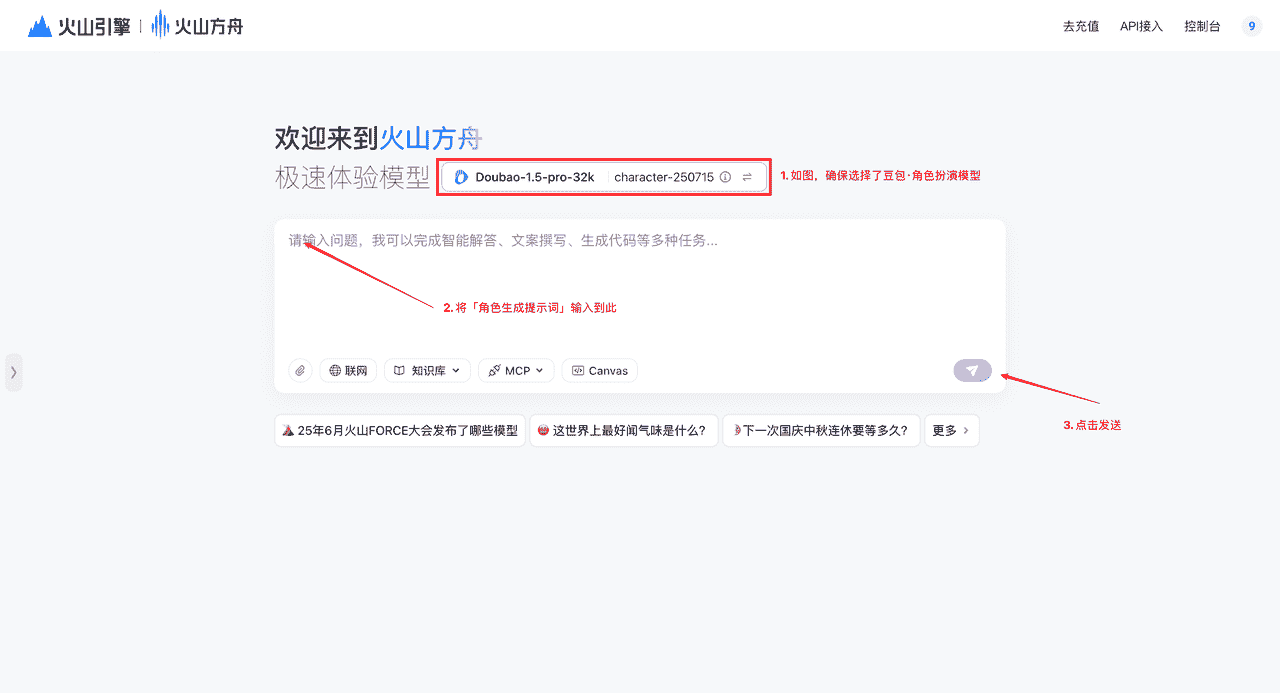 火山引擎 | 火山方舟
去充值 API接入 控制台 9
欢迎来到火山方舟
极速体验模型 Doubao-1.5-pro-32k character-250715
1.如图，确保选择了豆包·角色扮演模型
请输入问题，我可以完成智能解答、文案撰写、生成代码等多种任务...
2.将「角色生成提示词」输入到此
联网 知识库 MCP Canvas
3.点击发送
25年6月火山FORCE大会发布了哪些模型 这世界上最好闻气味是什么? 下一次国庆中秋连休要等多久? 更多